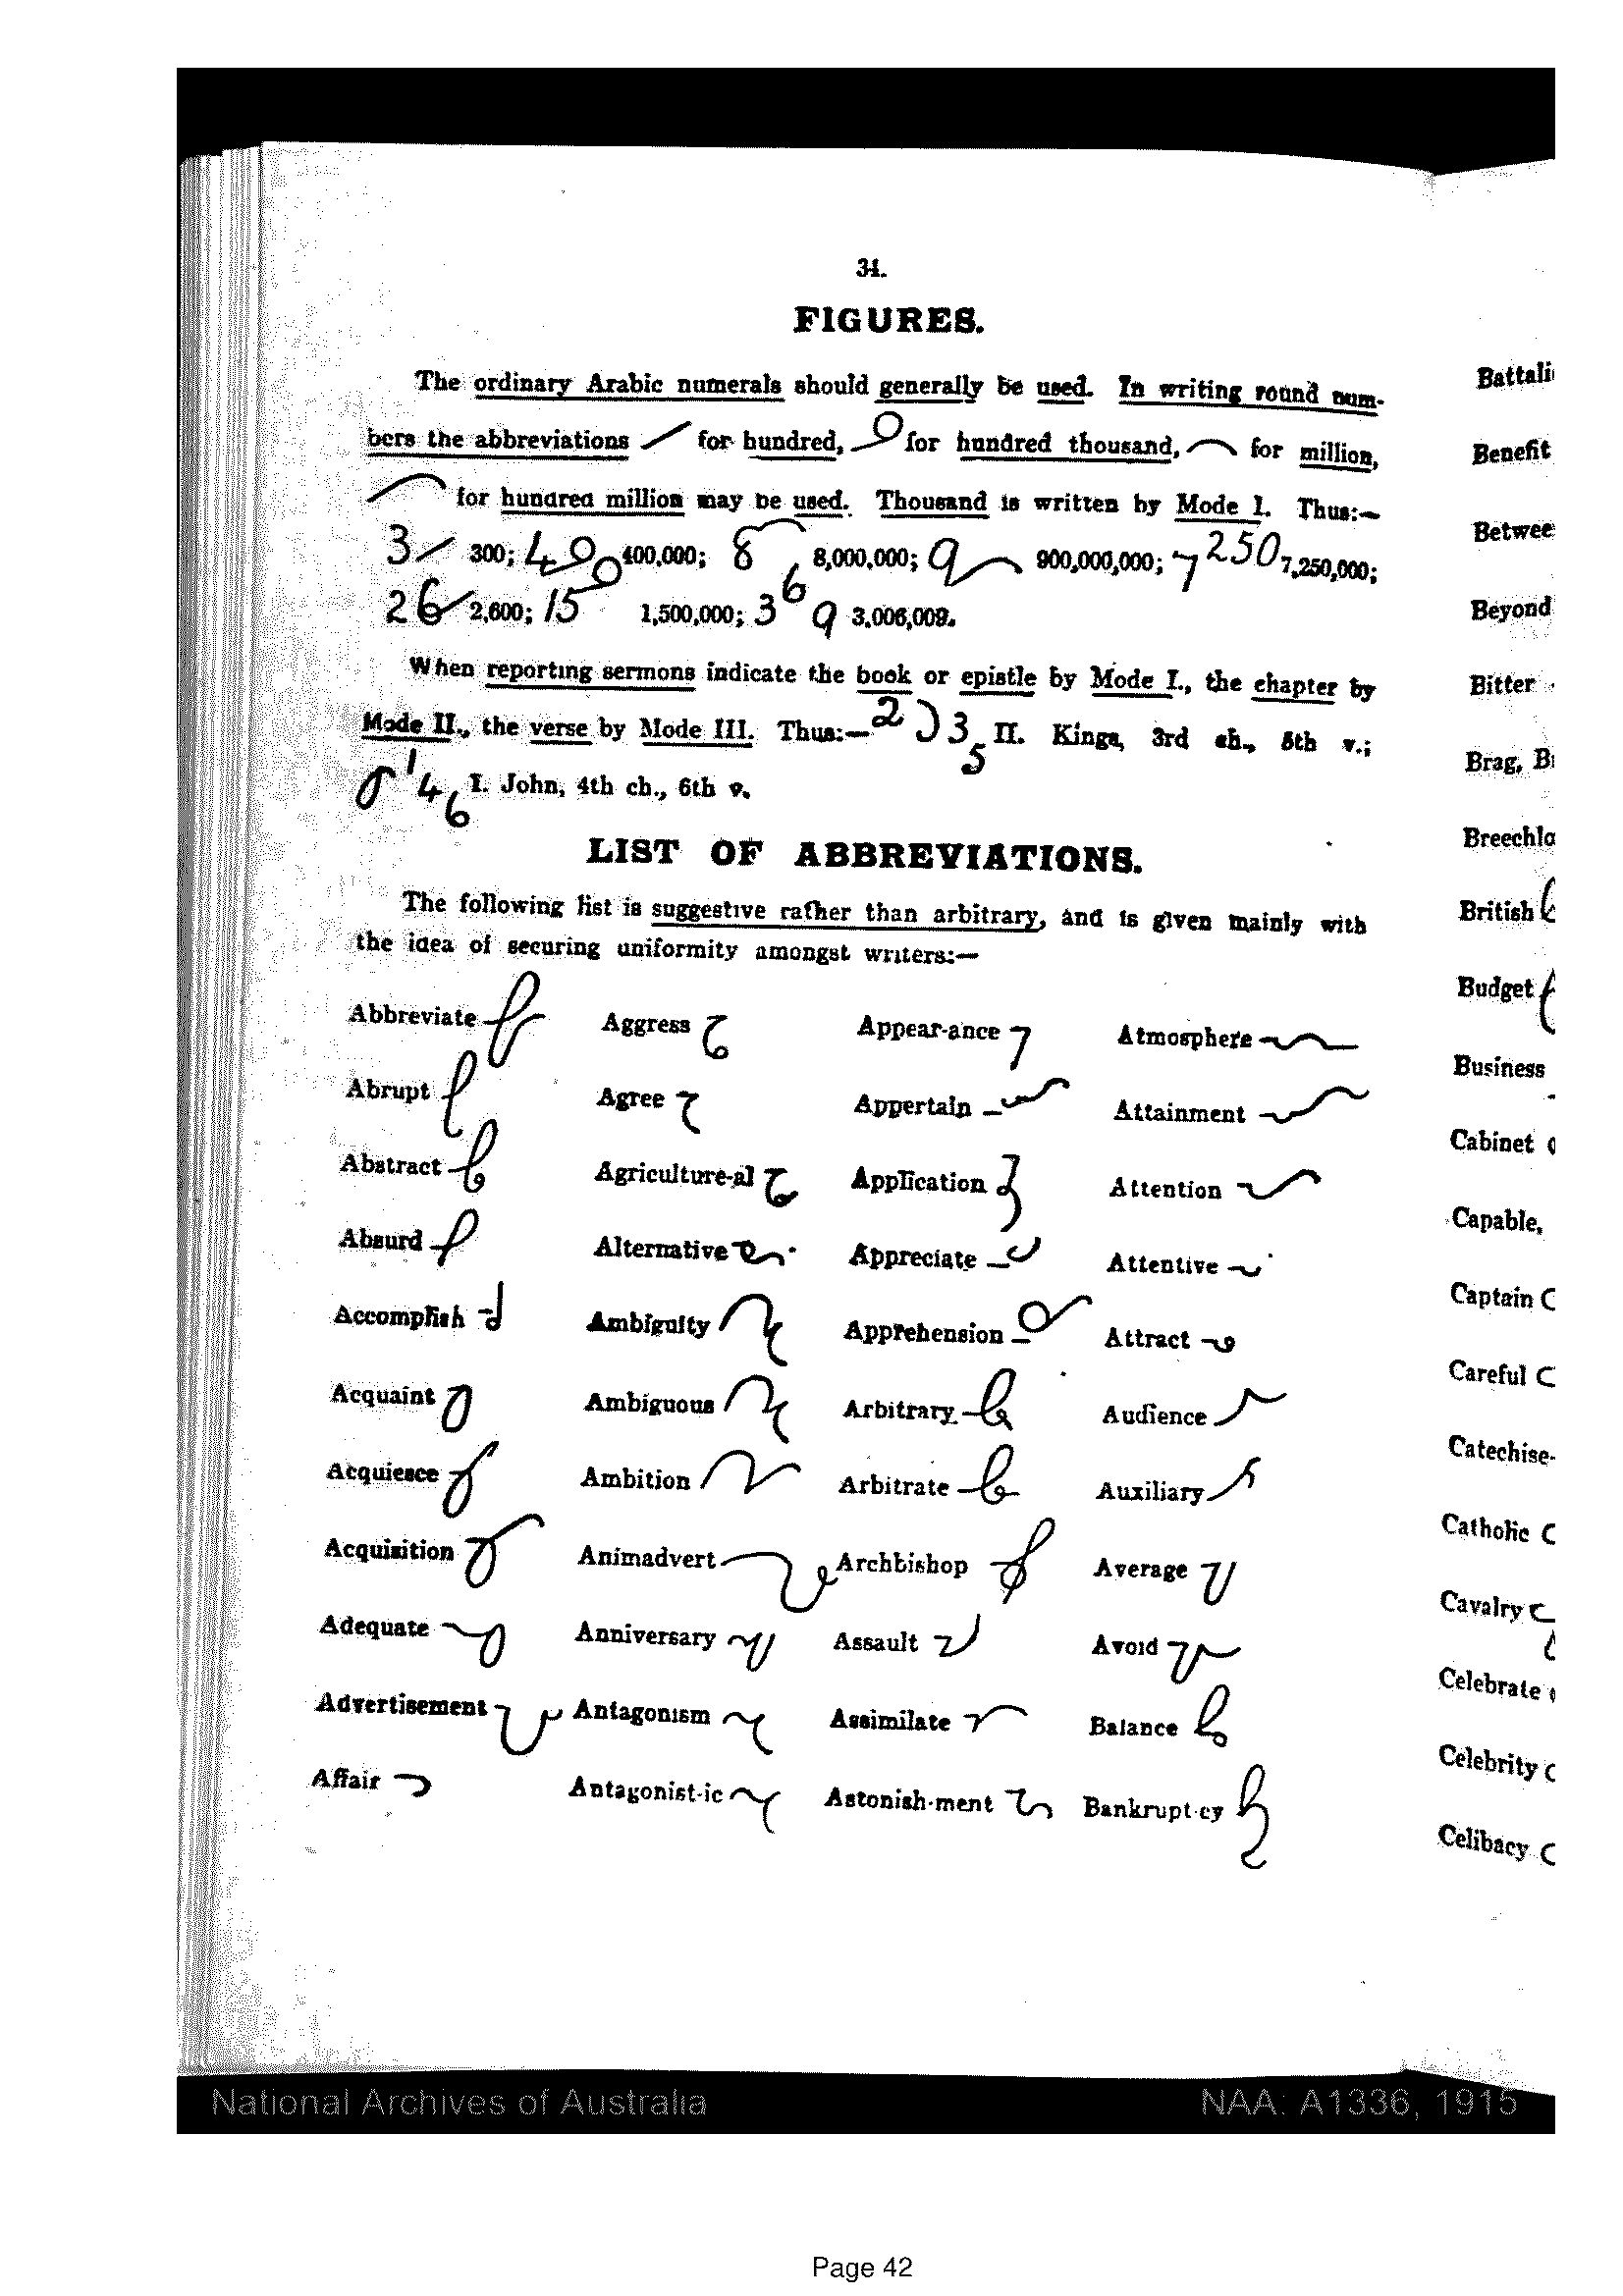 34.
FIGURES.
The ordinary Arabic numerals should generally be used. In writing round num-
bers the abbreviations for hundred, for hundred thousand, for million,
for hundred million may be used. Thousand is written by Mode I. Thus:—
3 300; 4 400,000; 8 8,000,000; 9 900,000,000; 7 250 7,250,000;
26 2,600; 15 1,500,000; 3 6 9 3,006,009.
When reporting sermons indicate the book or epistle by Mode I., the chapter by
Mode II., the verse by Mode III. Thus:— 2 3 5 II. Kings, 3rd ch., 5th v.;
1 4 6 I. John, 4th ch., 6th v.
LIST OF ABBREVIATIONS.
The following list is suggestive rather than arbitrary, and is given mainly with
the idea of securing uniformity amongst writers:—
Abbreviate Aggress Appear-ance Atmosphere
Abrupt Agree Appertain Attainment
Abstract Agriculture-al Application Attention
Absurd Alternative Appreciate Attentive
Accomplish Ambiguity Apprehension Attract
Acquaint Ambiguous Arbitrary Audience
Acquiesce Ambition Arbitrate Auxiliary
Acquisition Animadvert Archbishop Average
Adequate Anniversary Assault Avoid
Advertisement Antagonism Assimilate Balance
Affair Antagonist-ic Astonish-ment Bankrupt-cy
Battali
Benefit
Betwee
Beyond
Bitter
Brag, B
Breechlo
British
Budget
Business
Cabinet
Capable,
Captain
Careful
Catechise-
Catholic
Cavalry
Celebrate
Celebrity
Celibacy
National Archives of Australia NAA: A1336, 1915
Page 42